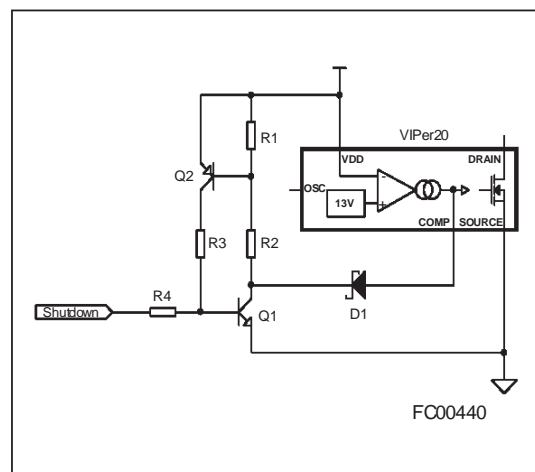 R1
VIPer20
VDD
DRAIN
Q2
-
OSC
13V
+
COMP
SOURCE
R3
R2
D1
R4
Shutdown
Q1
FC00440